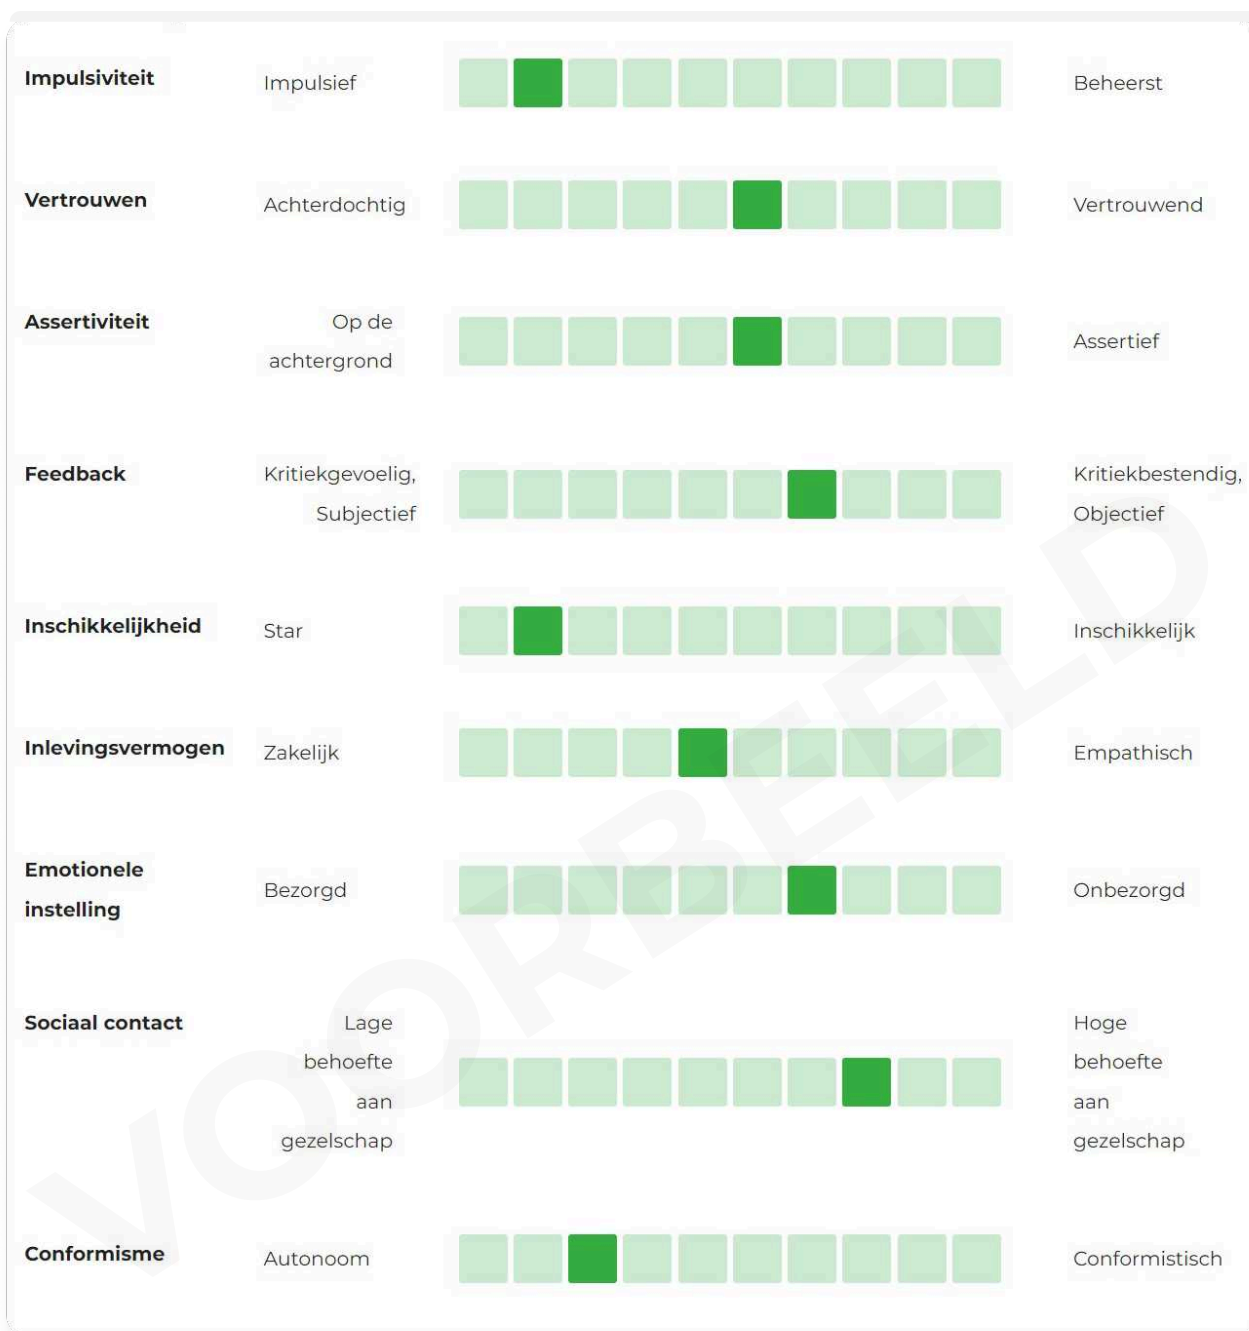 Impulsiviteit
Impulsief
Beheerst
Vertrouwen
Achterdochtig
Vertrouwend
Assertiviteit
Op de
achtergrond
Assertief
Feedback
Kritiekgevoelig,
Subjectief
Kritiekbestendig,
Objectief
Inschikkelijkheid
Star
Inschikkelijk
Inlevingsvermogen
Zakelijk
Empathisch
Emotionele
instelling
Bezorgd
Onbezorgd
Sociaal contact
Lage
behoefte
aan
gezelschap
Hoge
behoefte
aan
gezelschap
Conformisme
Autonoom
Conformistisch
VOORBEELD